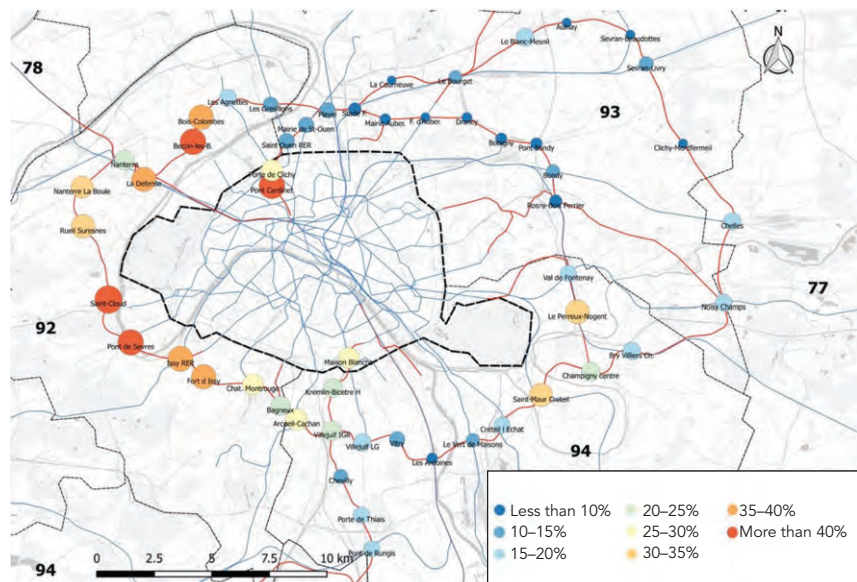 N
78
93
77
92
94
94
Aulnay
Le Blanc-Mesnil
Sevran-Beaudottes
Sevran-Livry
La Courneuve
Le Bourget
Les Agnettes
Les Gresillons
Pleyel
Stade F.
Mairie Auber.
F. d'Auber.
Drancy
Bois-Colombes
Mairie de St-Ouen
Saint Ouen RER
Becon-les-B.
Bobigny
Pont Bondy
Clichy-Montfermeil
Nanterre
La Defense
Porte de Clichy
Pont Cardinet
Bondy
Nanterre La Boule
Rosny-Bois Perrier
Rueil Suresnes
Chelles
Val de Fontenay
Saint-Cloud
Noisy Champs
Le Perreux-Nogent
Pont de Sevres
Bry Villiers Ch.
Issy RER
Maison Blanche
Champigny Centre
Fort d Issy
Chat. Montrouge
Kremlin-Bicetre H
Saint-Maur Creteil
Bagneux
Arcueil-Cachan
Villejuif IGR
Villejuif LG
Vitry
Creteil l Echat
Le Vert de Maisons
Les Ardoines
Chevilly
Porte de Thiais
Pont de Rungis
0 2.5 5 7.5 10 km
Less than 10%
10–15%
15–20%
20–25%
25–30%
30–35%
35–40%
More than 40%